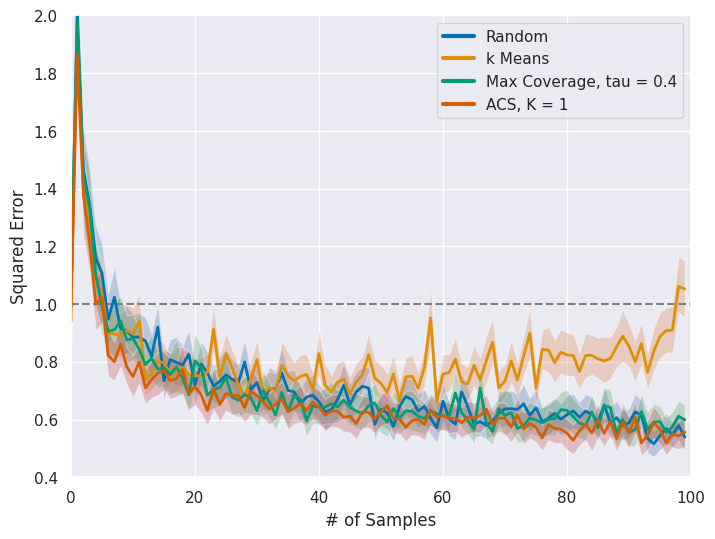 2.0
1.8
1.6
1.4
1.2
1.0
0.8
0.6
0.4
Squared Error
Random
k Means
Max Coverage, tau = 0.4
ACS, K = 1
0 20 40 60 80 100
# of Samples